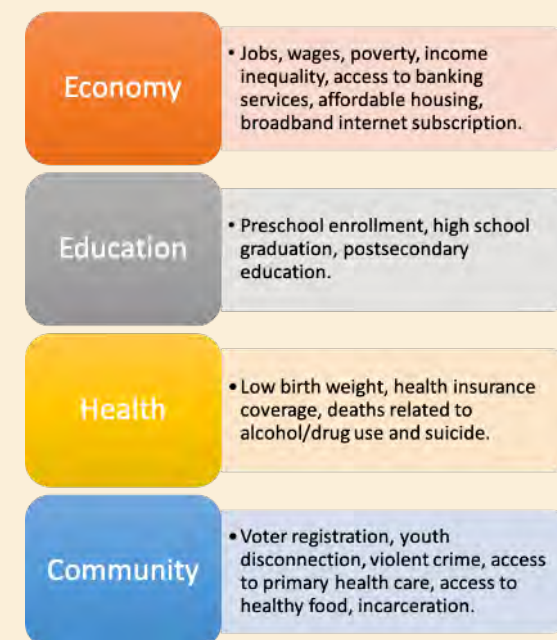 Economy
• Jobs, wages, poverty, income
inequality, access to banking
services, affordable housing,
broadband internet subscription.
Education
• Preschool enrollment, high school
graduation, postsecondary
education.
Health
• Low birth weight, health insurance
coverage, deaths related to
alcohol/drug use and suicide.
Community
• Voter registration, youth
disconnection, violent crime, access
to primary health care, access to
healthy food, incarceration.